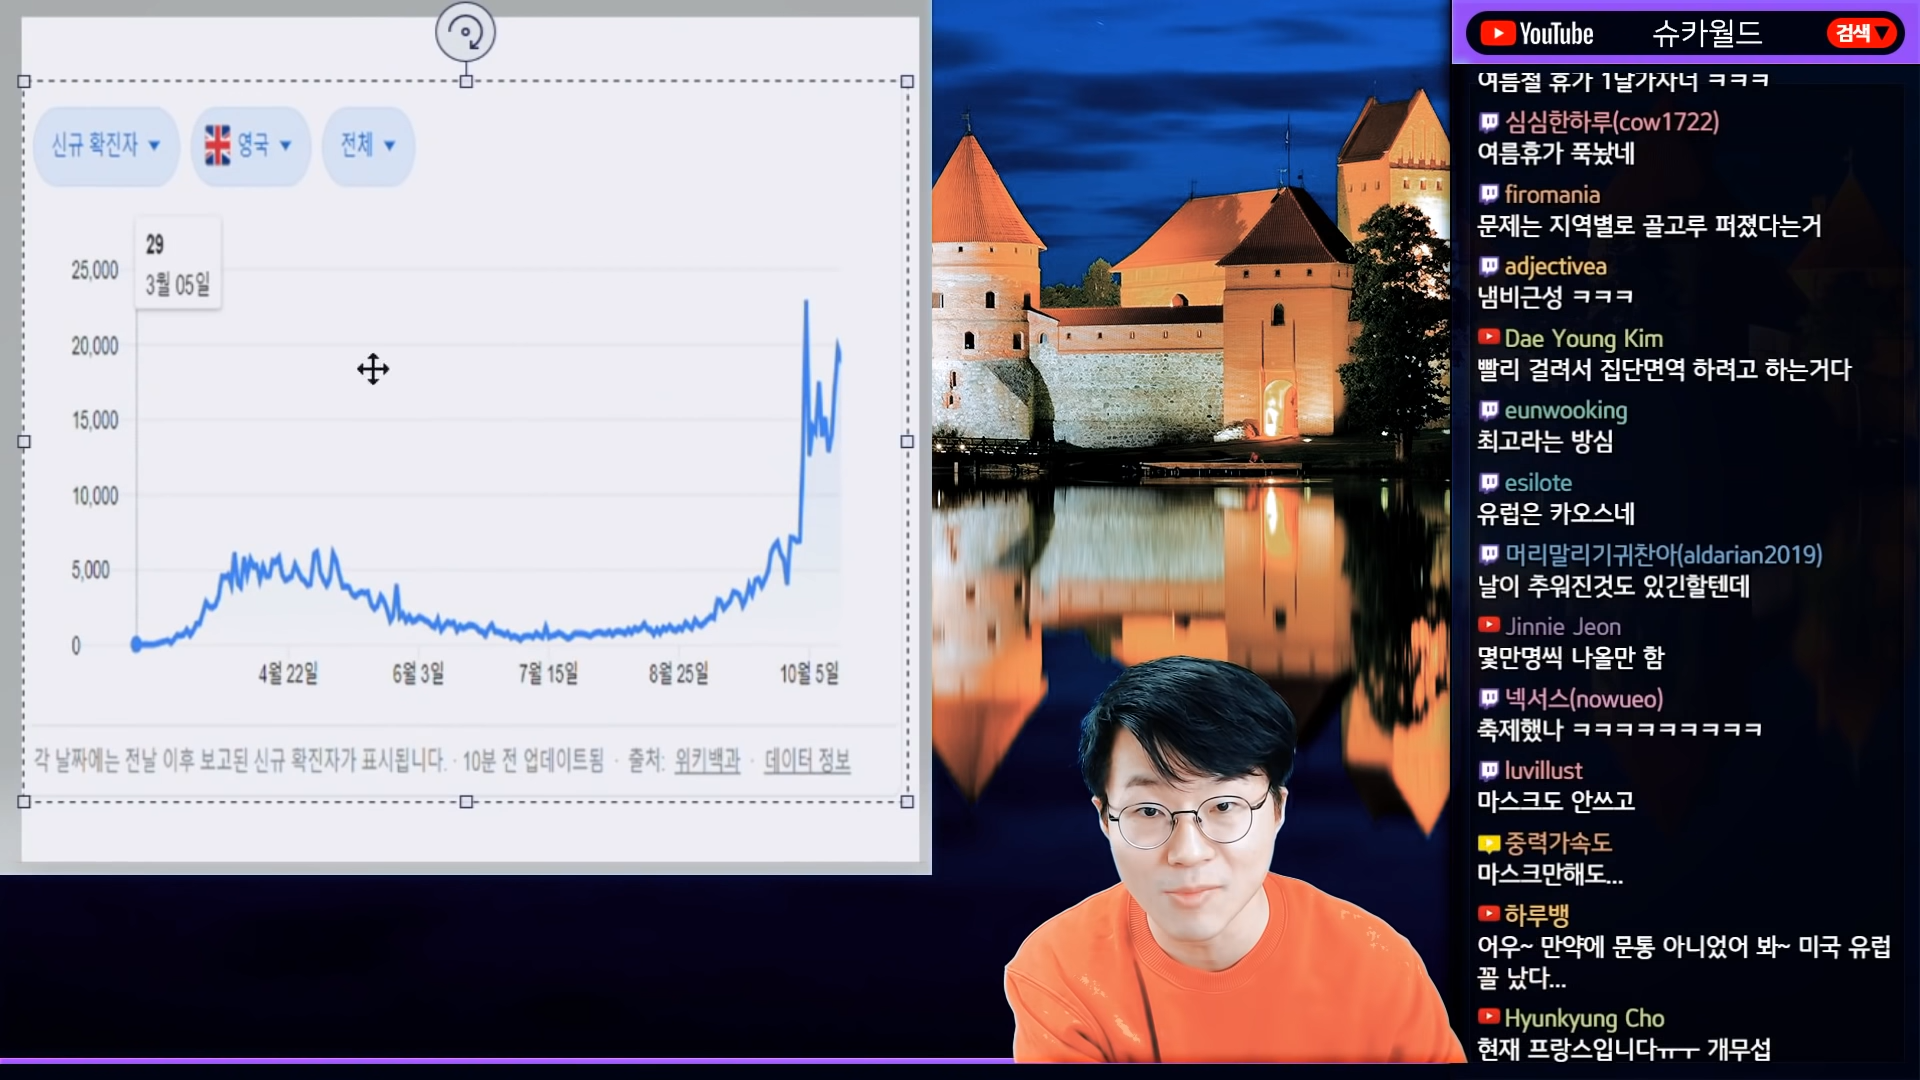 신규 확진자
영국
전체
29
3월 05일
25,000
20,000
15,000
10,000
5,000
0
4월 22일
6월 3일
7월 15일
8월 25일
10월 5일
각 날짜에는 전날 이후 보고된 신규 확진자가 표시됩니다. · 10분 전 업데이트됨 · 출처: 위키백과 · 데이터 정보
YouTube 슈카월드 검색
여름철 휴가 1달가자너 ㅋㅋㅋ
심심한하루(cow1722)
여름휴가 푹놨네
firomania
문제는 지역별로 골고루 퍼졌다는거
adjectivea
냄비근성 ㅋㅋㅋ
Dae Young Kim
빨리 걸려서 집단면역 하려고 하는거다
eunwooking
최고라는 방심
esilote
유럽은 카오스네
머리말리기귀찬아(aldarian2019)
날이 추워진것도 있긴할텐데
Jinnie Jeon
몇만명씩 나올만 함
넥서스(nowueo)
축제했나 ㅋㅋㅋㅋㅋㅋㅋㅋㅋ
luvillust
마스크도 안쓰고
중력가속도
마스크만해도...
하루뱅
어우~ 만약에 문통 아니었어 봐~ 미국 유럽
꼴 났다...
Hyunkyung Cho
현재 프랑스입니다ㅠㅜ 개무섭